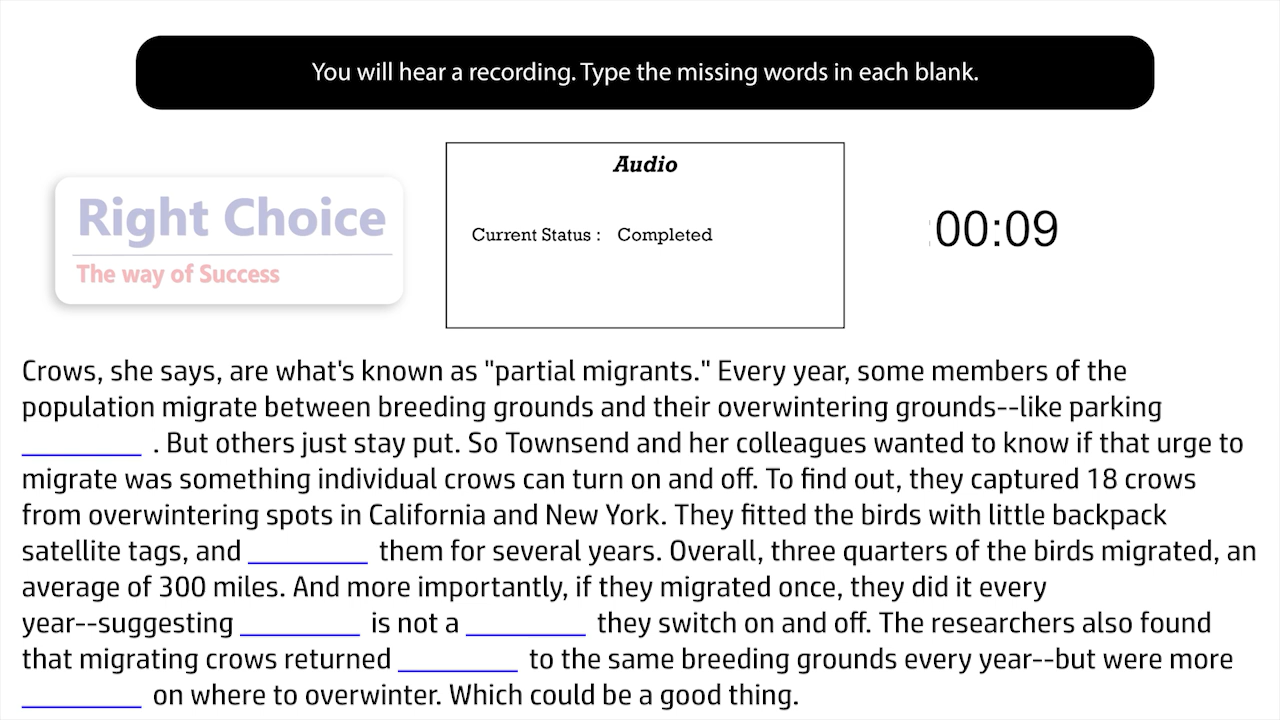 You will hear a recording. Type the missing words in each blank.
Right Choice
The way of Success
Audio
Current Status : Completed
00:09
Crows, she says, are what's known as "partial migrants." Every year, some members of the
population migrate between breeding grounds and their overwintering grounds--like parking
________ . But others just stay put. So Townsend and her colleagues wanted to know if that urge to
migrate was something individual crows can turn on and off. To find out, they captured 18 crows
from overwintering spots in California and New York. They fitted the birds with little backpack
satellite tags, and ________ them for several years. Overall, three quarters of the birds migrated, an
average of 300 miles. And more importantly, if they migrated once, they did it every
year--suggesting ________ is not a ________ they switch on and off. The researchers also found
that migrating crows returned ________ to the same breeding grounds every year--but were more
________ on where to overwinter. Which could be a good thing.